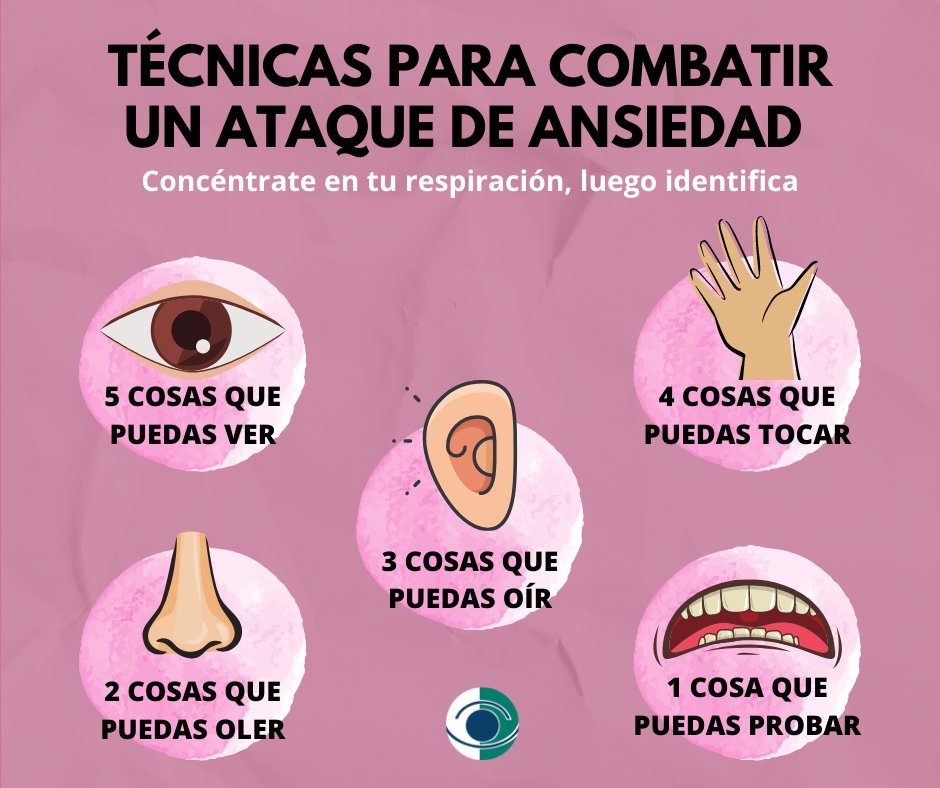 TÉCNICAS PARA COMBATIR
UN ATAQUE DE ANSIEDAD
Concéntrate en tu respiración, luego identifica
5 COSAS QUE
PUEDAS VER
4 COSAS QUE
PUEDAS TOCAR
3 COSAS QUE
PUEDAS OÍR
2 COSAS QUE
PUEDAS OLER
1 COSA QUE
PUEDAS PROBAR